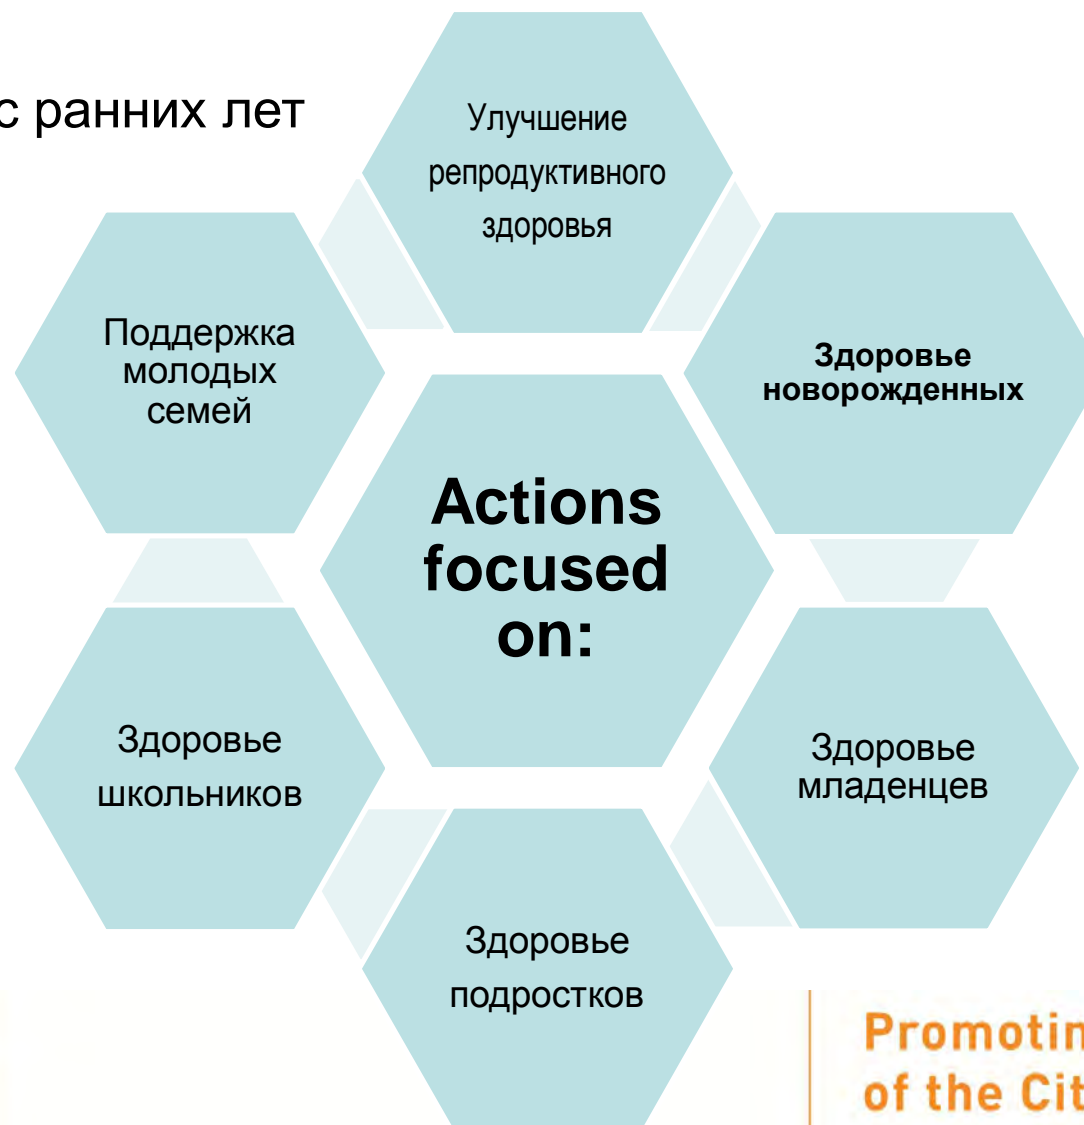 с ранних лет
Улучшение
репродуктивного
здоровья
Поддержка
молодых
семей
Здоровье
новорожденных
Actions
focused
on:
Здоровье
школьников
Здоровье
младенцев
Здоровье
подростков
Promotin
of the Cit